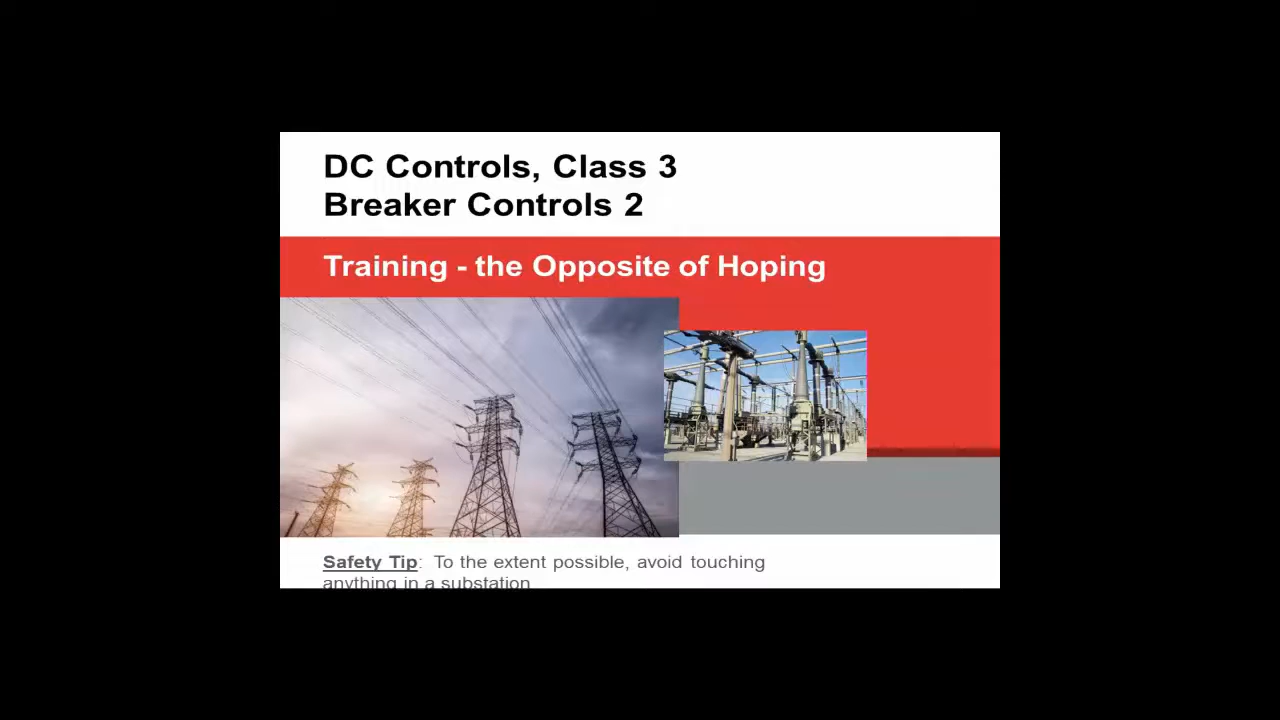 DC Controls, Class 3
Breaker Controls 2
Training - the Opposite of Hoping
Safety Tip: To the extent possible, avoid touching
anything in a substation